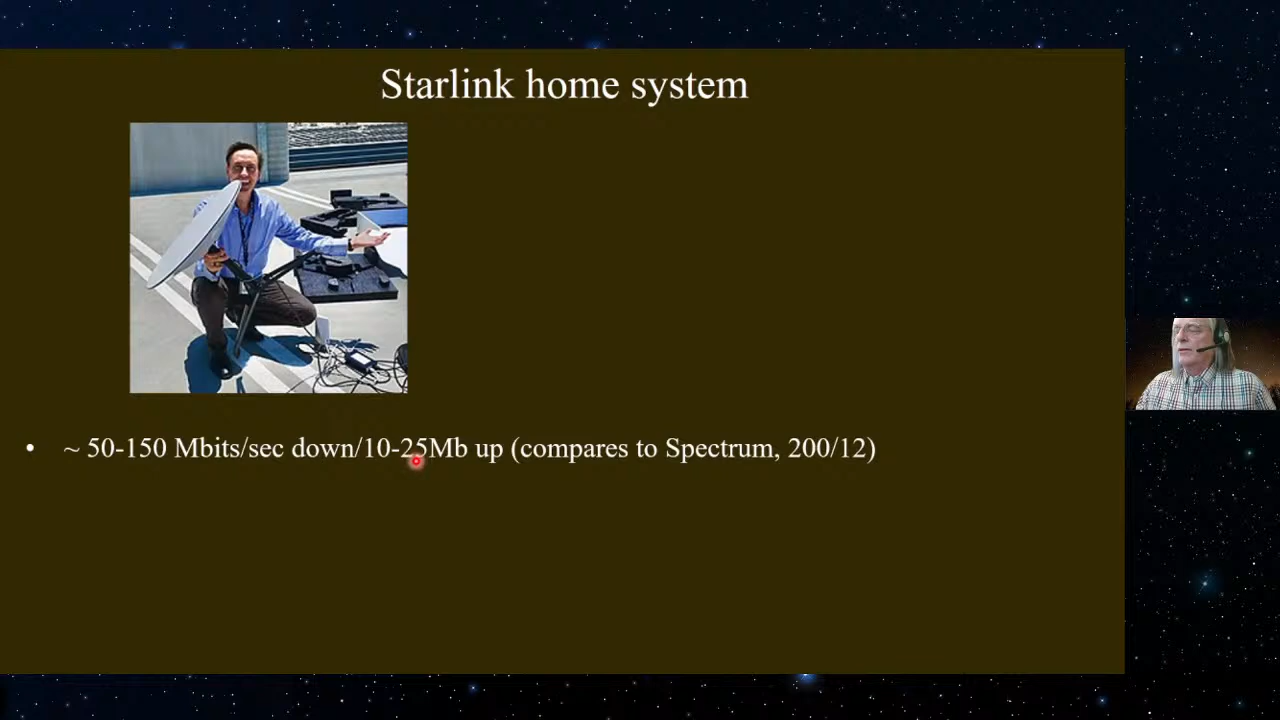 Starlink home system
• ~ 50-150 Mbits/sec down/10-25Mb up (compares to Spectrum, 200/12)